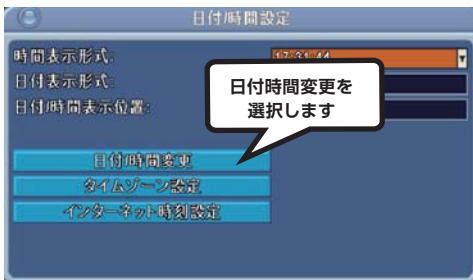 日付/時間設定
時間表示形式:
日付表示形式:
日付/時間表示位置:
日付時間変更を
選択します
日付/時間変更
タイムゾーン設定
インターネット時刻設定